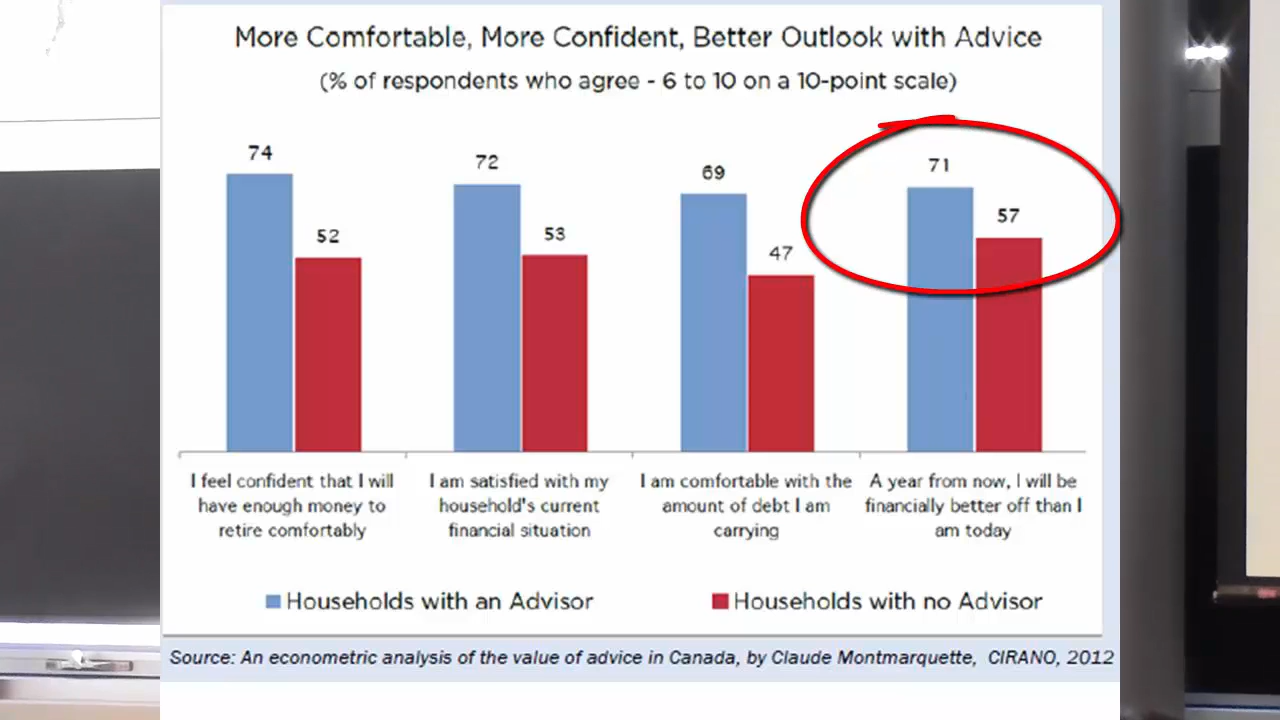 More Comfortable, More Confident, Better Outlook with Advice
(% of respondents who agree - 6 to 10 on a 10-point scale)
74
52
72
53
69
47
71
57
I feel confident that I will
have enough money to
retire comfortably
I am satisfied with my
household's current
financial situation
I am comfortable with the
amount of debt I am
carrying
A year from now, I will be
financially better off than I
am today
Households with an Advisor
Households with no Advisor
Source: An econometric analysis of the value of advice in Canada, by Claude Montmarquette, CIRANO, 2012